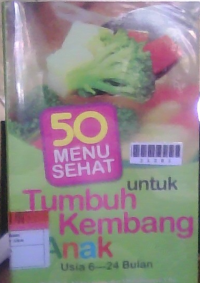 50
MENU
SEHAT
untuk
Tumbuh
Kembang
Anak
Usia 6—24 Bulan